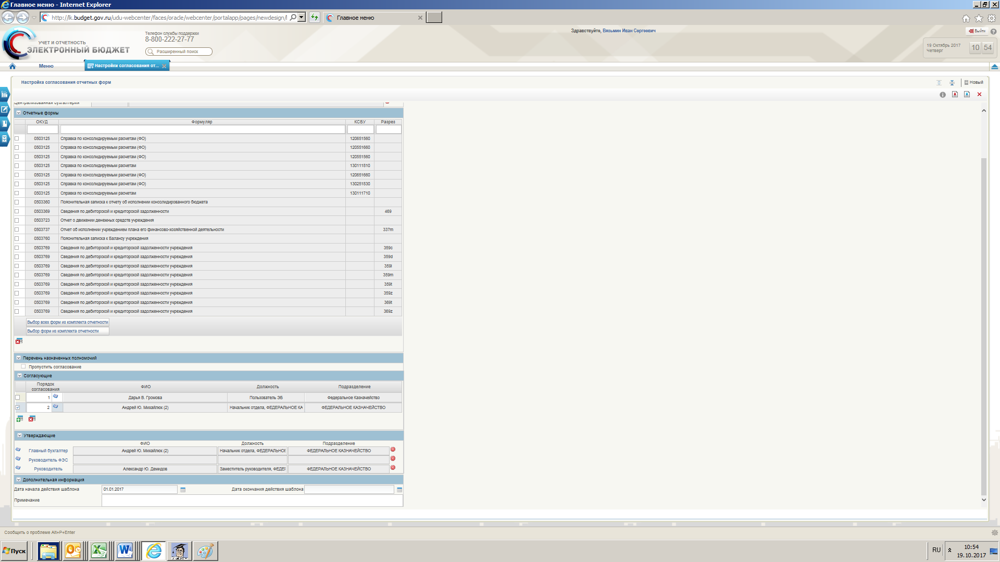 Главное меню - Internet Explorer
http://lk.budget.gov.ru/udu-webcenter/faces/oracle/webcenter/portalapp/pages/newdesign/l
Главное меню
УЧЕТ И ОТЧЕТНОСТЬ
ЭЛЕКТРОННЫЙ БЮДЖЕТ
Телефон службы поддержки
8-800-222-27-77
Расширенный поиск
Здравствуйте, Вязьмин Иван Сергеевич
Выйти
19 Октябрь 2017
Четверг
10 54
Меню
Настройки согласования от...
Настройка согласования отчетных форм
Новый
Централизованная бухгалтерия
Отчетные формы
ОКУД Формуляр КСБУ Разрез
0503125 Справка по консолидируемым расчетам (ФО) 120651560
0503125 Справка по консолидируемым расчетам (ФО) 120551660
0503125 Справка по консолидируемым расчетам (ФО) 120551560
0503125 Справка по консолидируемым расчетам 130111810
0503125 Справка по консолидируемым расчетам (ФО) 120651660
0503125 Справка по консолидируемым расчетам (ФО) 130251830
0503125 Справка по консолидируемым расчетам 130111710
0503360 Пояснительная записка к отчету об исполнении консолидированного бюджета
0503369 Сведения по дебиторской и кредиторской задолженности 469
0503723 Отчет о движении денежных средств учреждения
0503737 Отчет об исполнении учреждением плана его финансово-хозяйственной деятельности 337m
0503760 Пояснительная записка к Балансу учреждения
0503769 Сведения по дебиторской и кредиторской задолженности учреждения 359c
0503769 Сведения по дебиторской и кредиторской задолженности учреждения 359d
0503769 Сведения по дебиторской и кредиторской задолженности учреждения 359i
0503769 Сведения по дебиторской и кредиторской задолженности учреждения 359m
0503769 Сведения по дебиторской и кредиторской задолженности учреждения 359t
0503769 Сведения по дебиторской и кредиторской задолженности учреждения 359z
0503769 Сведения по дебиторской и кредиторской задолженности учреждения 369t
0503769 Сведения по дебиторской и кредиторской задолженности учреждения 369z
Выбор всех форм из комплекта отчетности
Выбор форм из комплекта отчетности
Перечень назначенных полномочий
Пропустить согласование
Согласующие
Порядок согласования ФИО Должность Подразделение
1 Дарья В. Громова Пользователь ЭБ Федеральное Казначейство
2 Андрей Ю. Михайлюк (2) Начальник отдела, ФЕДЕРАЛЬНОЕ КА ФЕДЕРАЛЬНОЕ КАЗНАЧЕЙСТВО
Утверждающие
ФИО Должность Подразделение
Главный бухгалтер Андрей Ю. Михайлюк (2) Начальник отдела, ФЕДЕРАЛЬНОЕ ФЕДЕРАЛЬНОЕ КАЗНАЧЕЙСТВО
Руководитель ФЭС
Руководитель Александр Ю. Демидов Заместитель руководителя, ФЕДЕР ФЕДЕРАЛЬНОЕ КАЗНАЧЕЙСТВО
Дополнительная информация
Дата начала действия шаблона 01.01.2017 Дата окончания действия шаблона
Примечание
Сообщить о проблеме Alt+P+Enter
Пуск
RU
10:54
19.10.2017